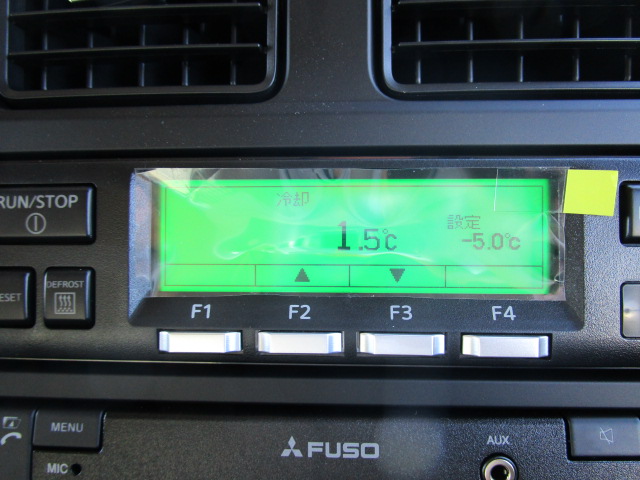 RUN/STOP
冷却
1.5℃
設定
-5.0℃
▲ ▼
ESET
DEFROST
F1 F2 F3 F4
MENU
MIC
FUSO
AUX